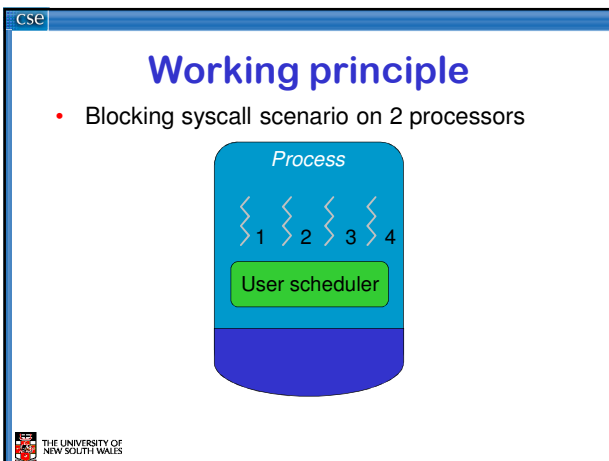 cse
Working principle
• Blocking syscall scenario on 2 processors
Process
1 2 3 4
User scheduler
THE UNIVERSITY OF
NEW SOUTH WALES